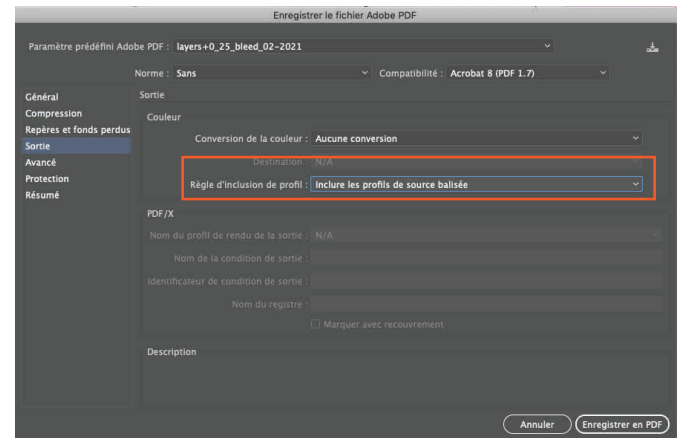 Enregistrer le fichier Adobe PDF
Paramètre prédéfini Adobe PDF : layers+0_25_bleed_02-2021
Norme : Sans Compatibilité : Acrobat 8 (PDF 1.7)
Général
Compression
Repères et fonds perdus
Sortie
Avancé
Protection
Résumé
Sortie
Couleur
Conversion de la couleur : Aucune conversion
Destination : N/A
Règle d'inclusion de profil : Inclure les profils de source balisée
PDF/X
Nom du profil de rendu de la sortie : N/A
Nom de la condition de sortie :
Identificateur de condition de sortie :
Nom du registre :
Marquer avec recouvrement
Description
Annuler Enregistrer en PDF